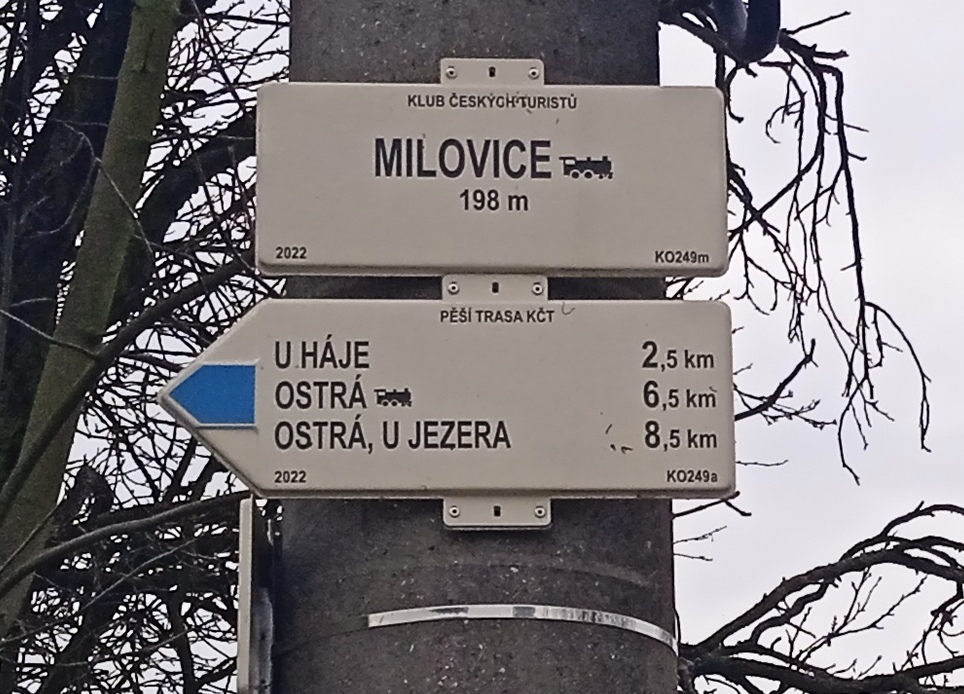 KLUB ČESKÝCH TURISTŮ
MILOVICE
198 m
2022 KO249m
PĚŠÍ TRASA KČT
U HÁJE 2,5 km
OSTRÁ 6,5 km
OSTRÁ, U JEZERA 8,5 km
2022 KO249a